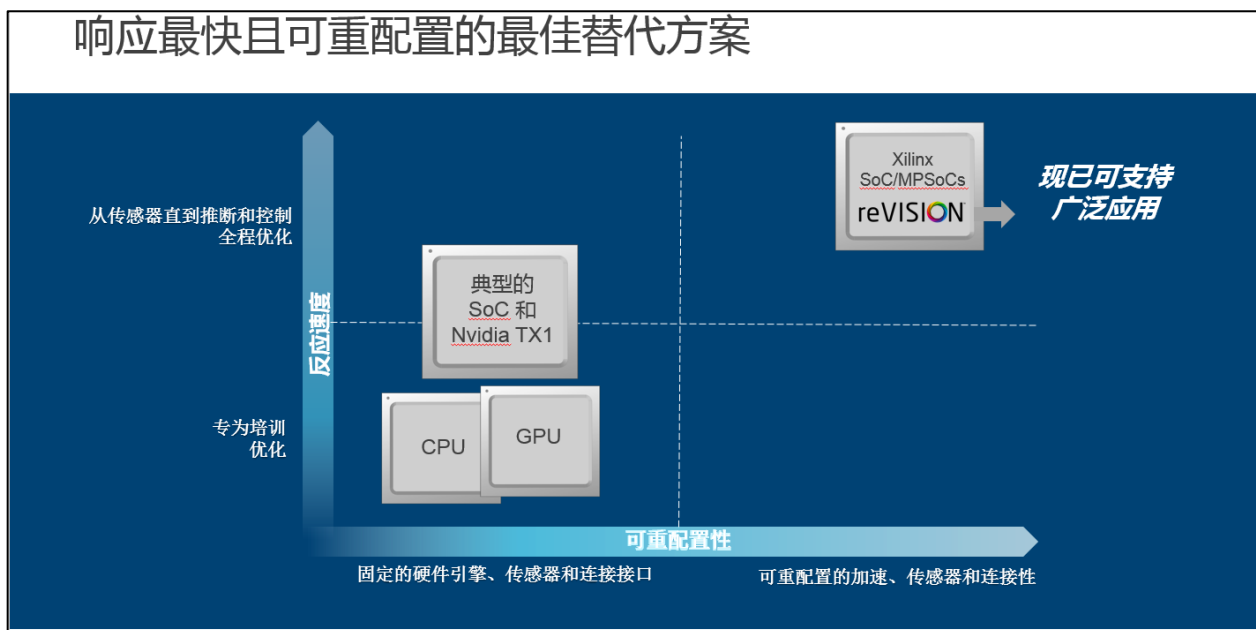 响应最快且可重配置的最佳替代方案
Xilinx
SoC/MPSoCs
reVISION
现已可支持
广泛应用
从传感器直到推断和控制
全程优化
典型的
SoC 和
Nvidia TX1
反应速度
专为培训
优化
CPU
GPU
可重配置性
固定的硬件引擎、传感器和连接接口
可重配置的加速、传感器和连接性